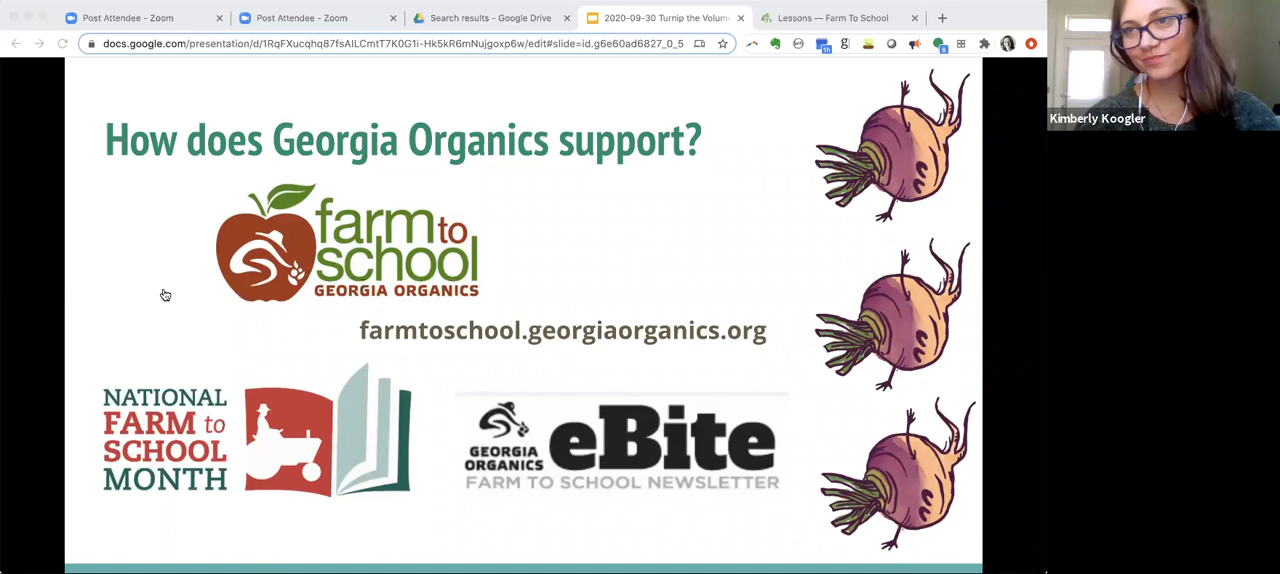 Post Attendee - Zoom
Post Attendee - Zoom
Search results - Google Drive
2020-09-30 Turnip the Volum
Lessons — Farm To School
docs.google.com/presentation/d/1RqFXucqhq87fsAILCmtT7K0G1i-Hk5kR6mNujgoxp6w/edit#slide=id.g6e60ad6827_0_5
Kimberly Koogler
How does Georgia Organics support?
farm to
school
GEORGIA ORGANICS
farmtoschool.georgiaorganics.org
NATIONAL
FARM to
SCHOOL
MONTH
GEORGIA
ORGANICS
eBite
FARM TO SCHOOL NEWSLETTER